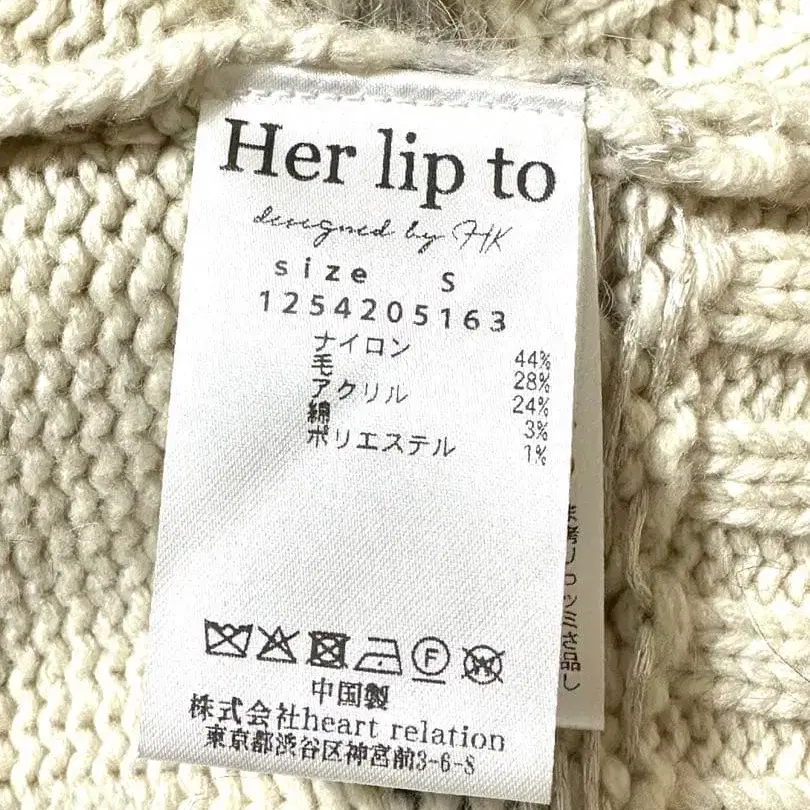 Her lip to
designed by HK
size S
1254205163
ナイロン 44%
毛 28%
アクリル 24%
綿 3%
ポリエステル 1%
F
W
中国製
株式会社heart relation
東京都渋谷区神宮前3-6-8